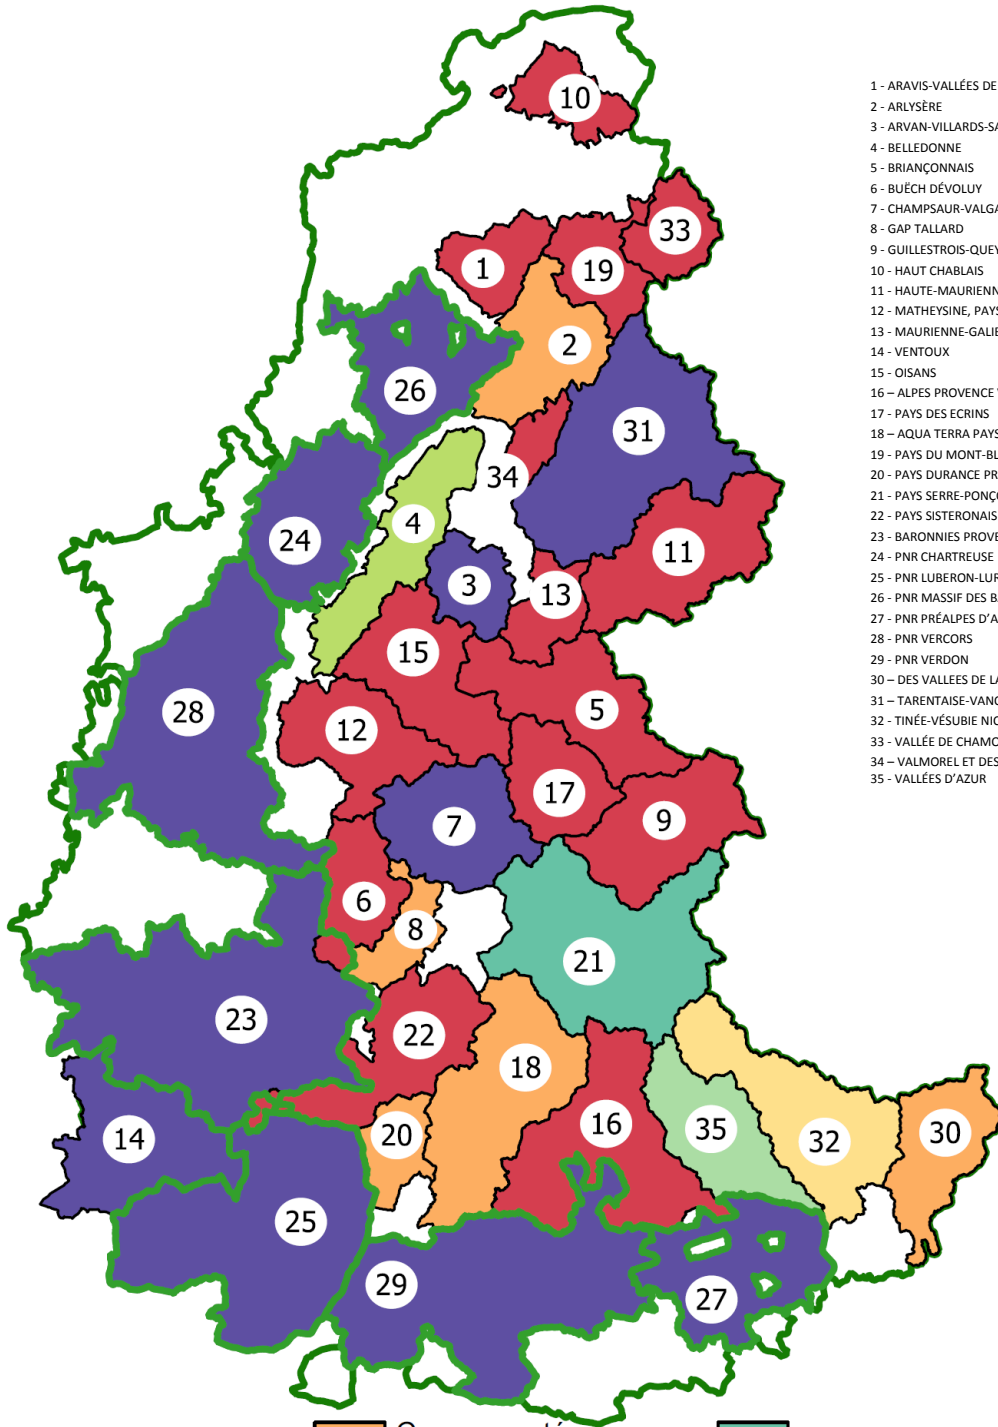 1 - ARAVIS-VALLÉES DE
2 - ARLYSÈRE
3 - ARVAN-VILLARDS-SA
4 - BELLEDONNE
5 - BRIANÇONNAIS
6 - BUËCH DÉVOLUY
7 - CHAMPSAUR-VALGA
8 - GAP TALLARD
9 - GUILLESTROIS-QUEY
10 - HAUT CHABLAIS
11 - HAUTE-MAURIENN
12 - MATHEYSINE, PAYS
13 - MAURIENNE-GALIE
14 - VENTOUX
15 - OISANS
16 – ALPES PROVENCE
17 - PAYS DES ECRINS
18 – AQUA TERRA PAYS
19 - PAYS DU MONT-BL
20 - PAYS DURANCE PR
21 - PAYS SERRE-PONÇO
22 - PAYS SISTERONAIS
23 - BARONNIES PROVE
24 - PNR CHARTREUSE
25 - PNR LUBERON-LUR
26 - PNR MASSIF DES B
27 - PNR PRÉALPES D’A
28 - PNR VERCORS
29 - PNR VERDON
30 – DES VALLEES DE LA
31 – TARENTAISE-VANO
32 - TINÉE-VÉSUBIE NIC
33 - VALLÉE DE CHAMO
34 – VALMOREL ET DES
35 - VALLÉES D’AZUR
10
33
1
19
2
26
31
34
4
24
11
3
13
15
5
28
12
17
7
9
6
8
21
23
22
18
16
35
20
14
32
30
25
29
27